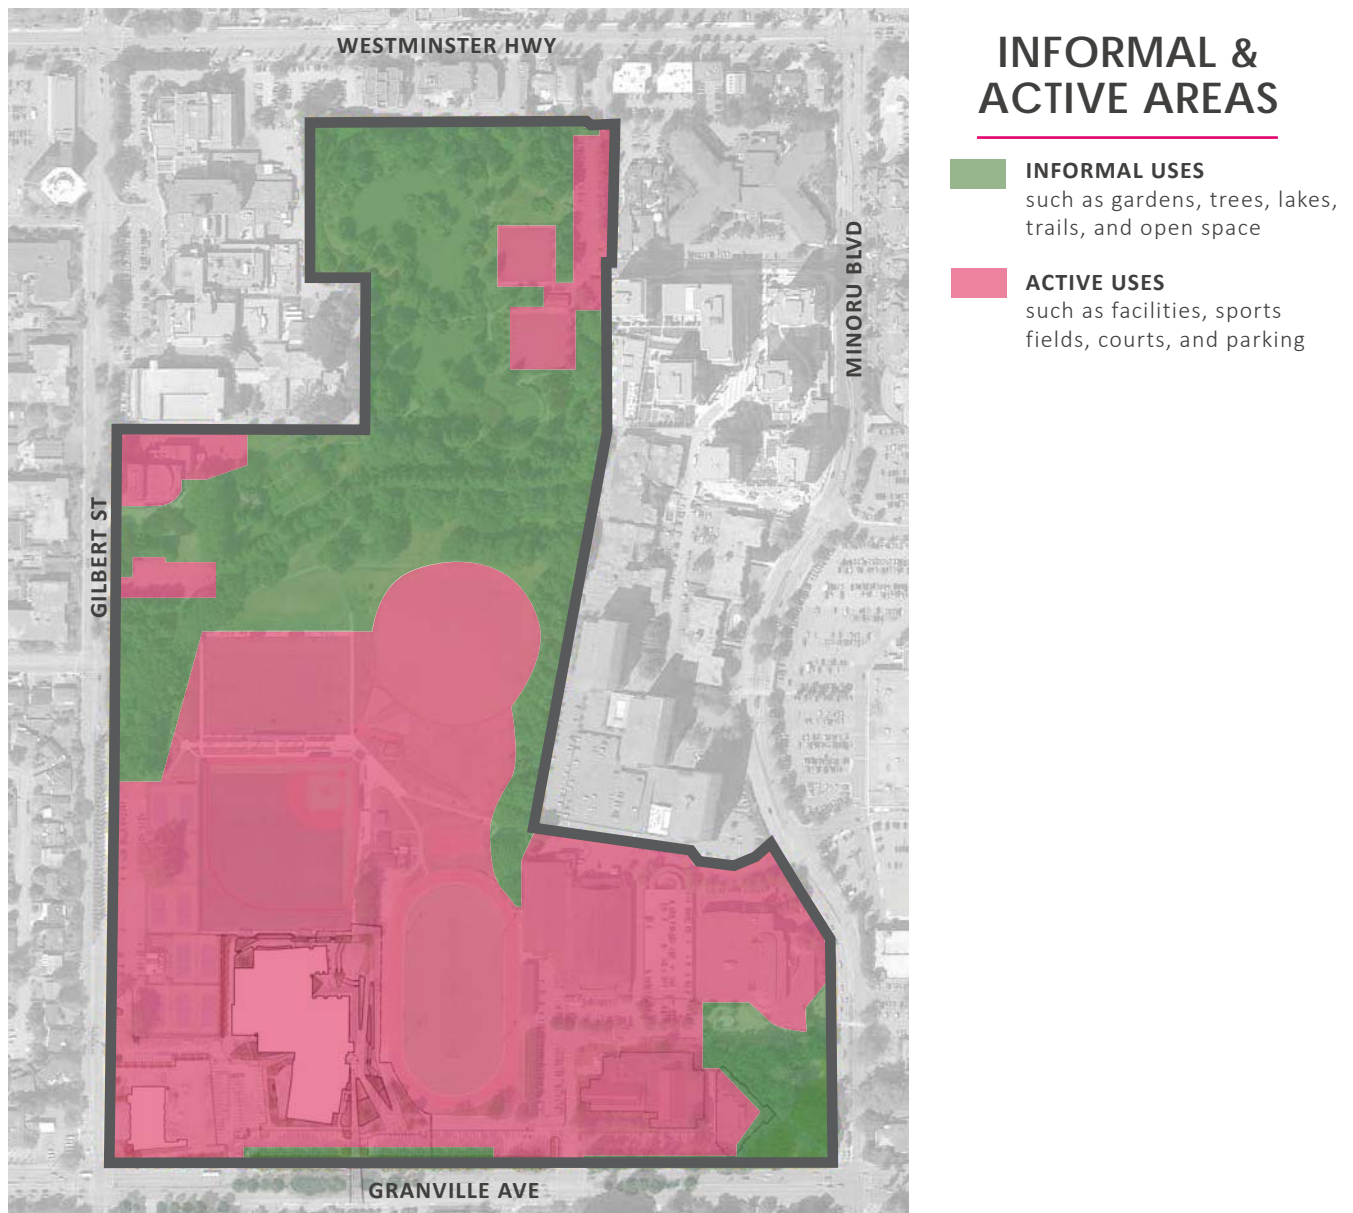 WESTMINSTER HWY
INFORMAL &
ACTIVE AREAS
INFORMAL USES
such as gardens, trees, lakes,
trails, and open space
ACTIVE USES
such as facilities, sports
fields, courts, and parking
MINORU BLVD
GILBERT ST
GRANVILLE AVE